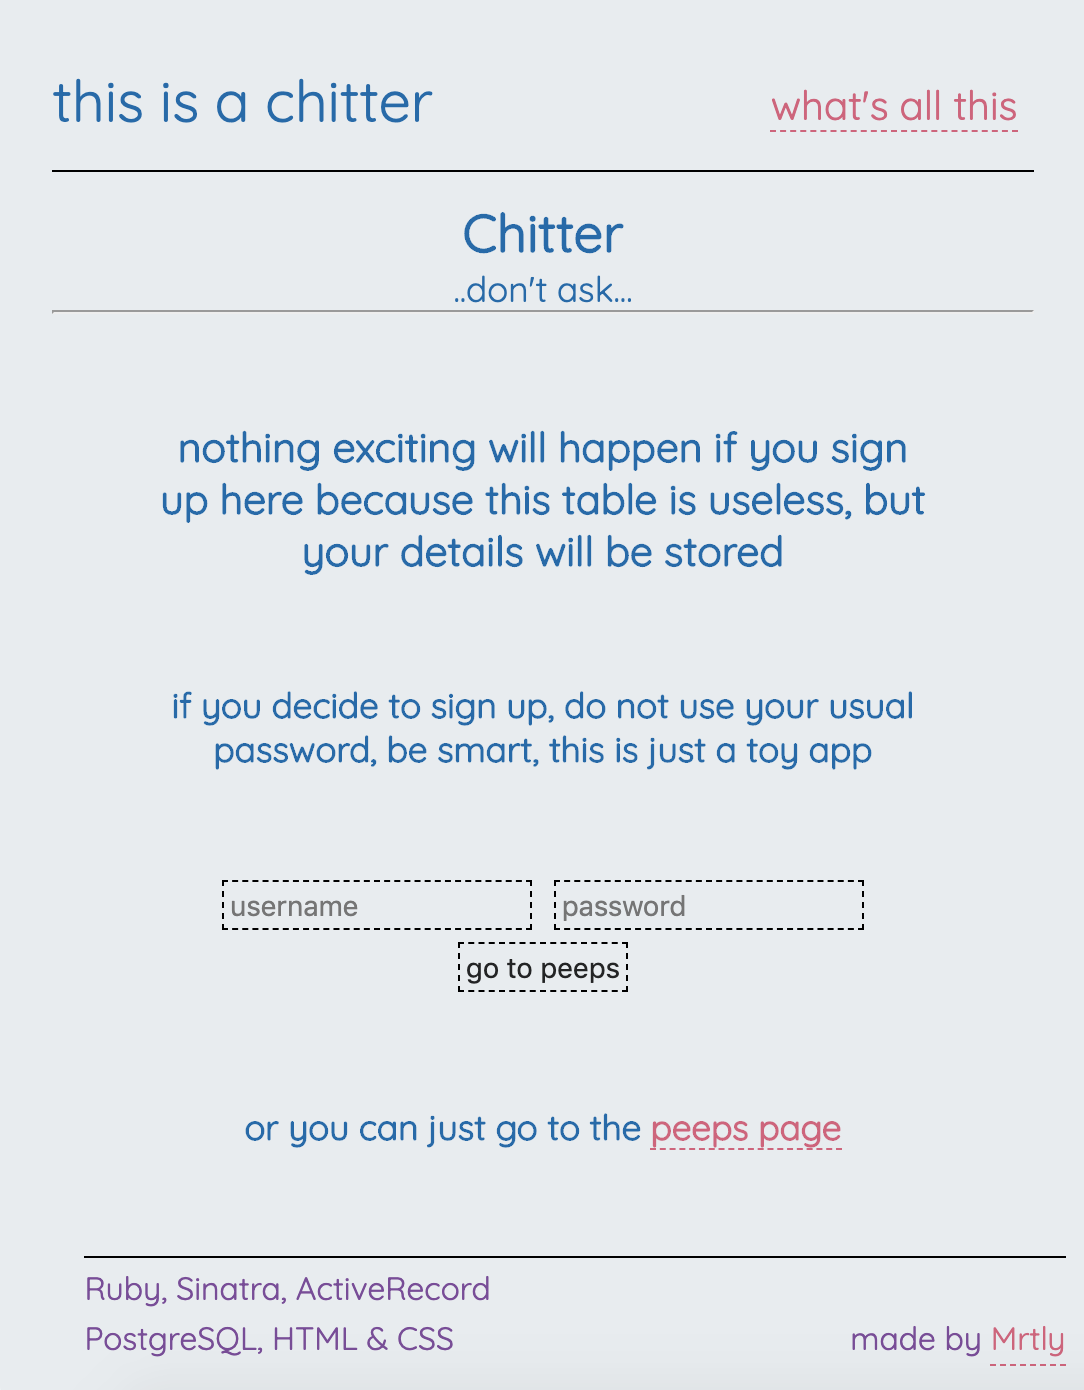 this is a chitter
what's all this
Chitter
..don't ask...
nothing exciting will happen if you sign
up here because this table is useless, but
your details will be stored
if you decide to sign up, do not use your usual
password, be smart, this is just a toy app
username
password
go to peeps
or you can just go to the peeps page
Ruby, Sinatra, ActiveRecord
PostgreSQL, HTML & CSS
made by Mrtly